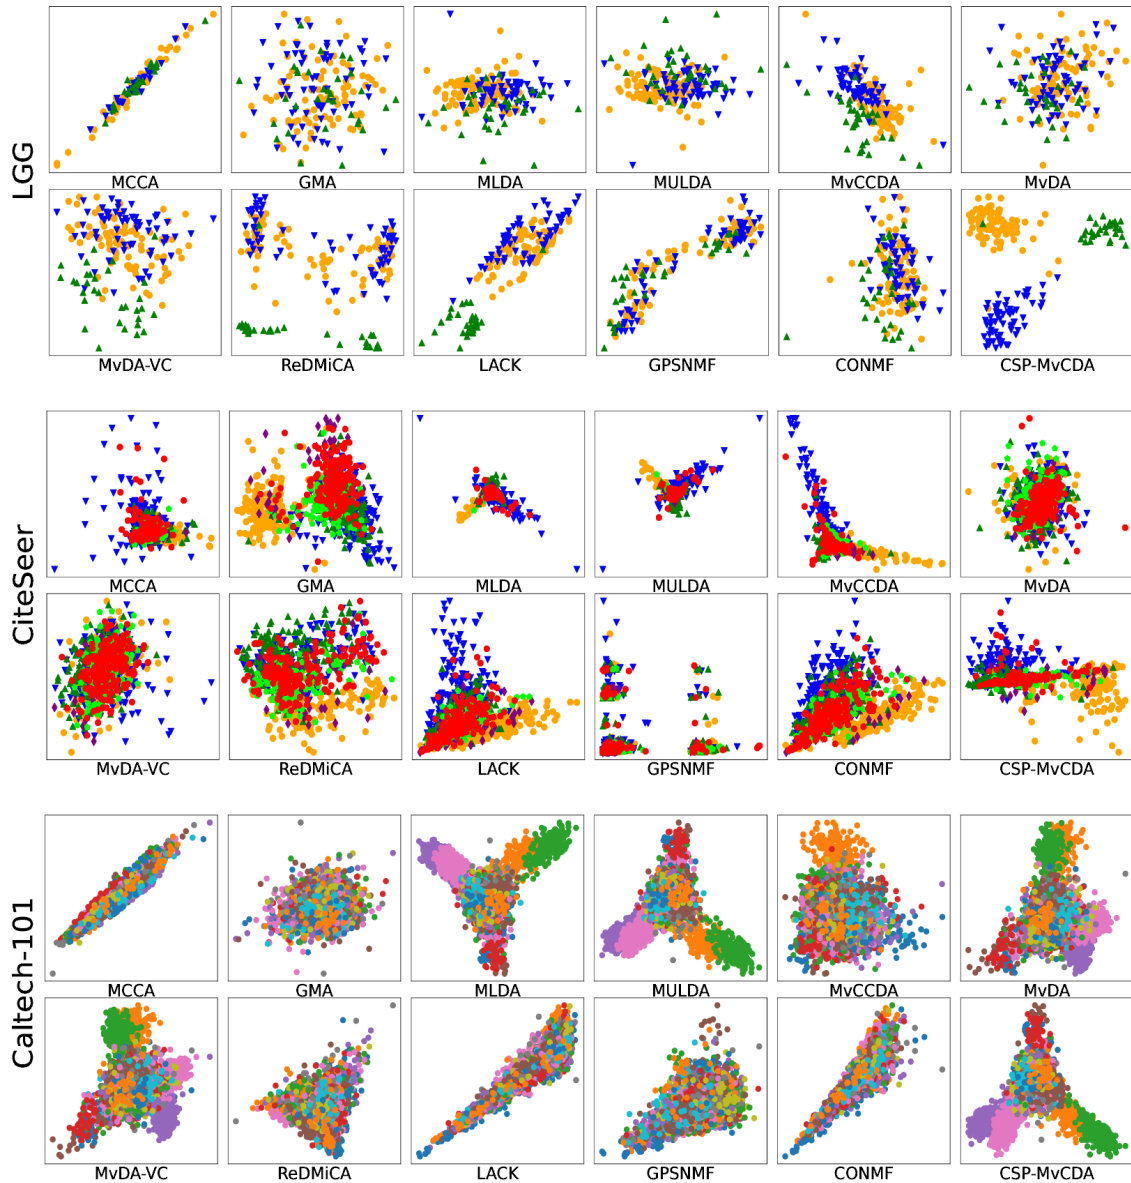 LGG
MCCA GMA MLDA MULDA MvCCDA MvDA
MvDA-VC ReDMiCA LACK GPSNMF CONMF CSP-MvCDA
CiteSeer
MCCA GMA MLDA MULDA MvCCDA MvDA
MvDA-VC ReDMiCA LACK GPSNMF CONMF CSP-MvCDA
Caltech-101
MCCA GMA MLDA MULDA MvCCDA MvDA
MvDA-VC ReDMiCA LACK GPSNMF CONMF CSP-MvCDA